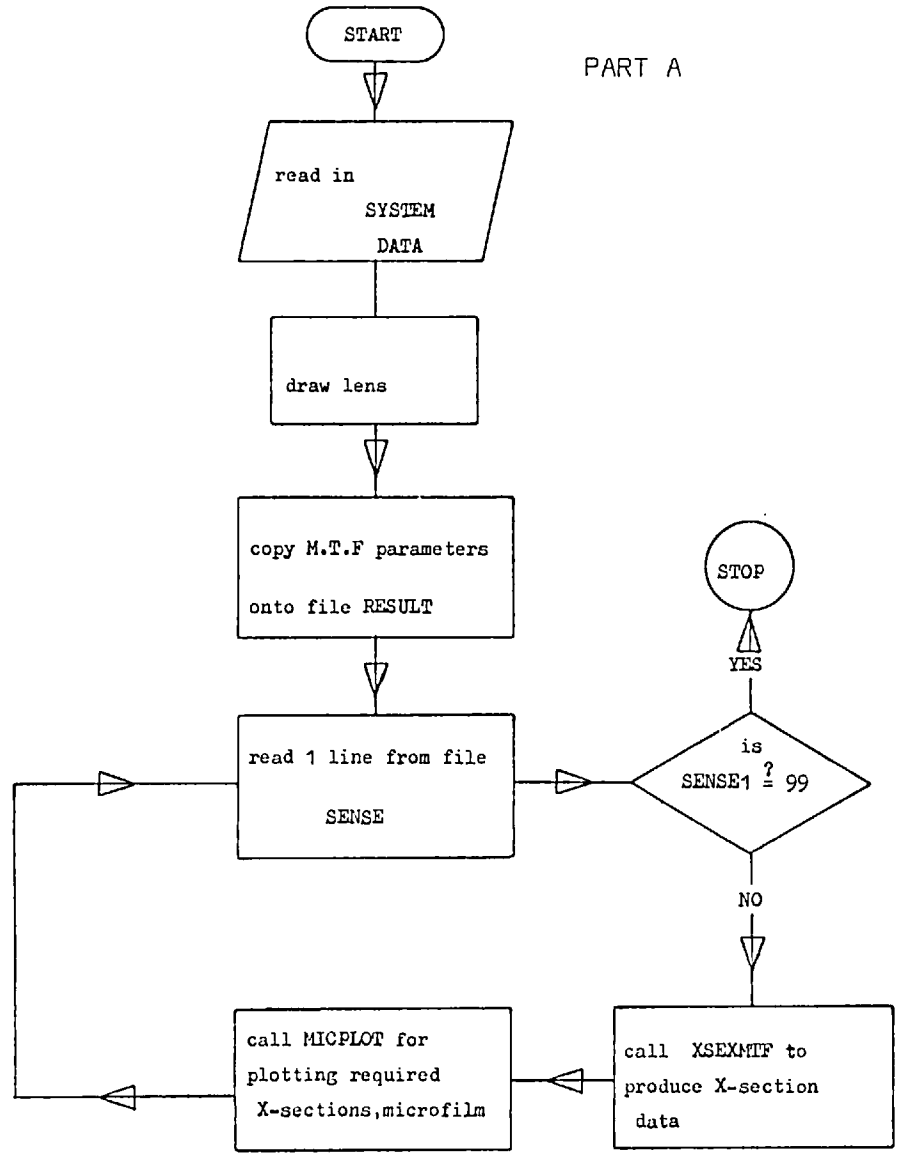 START
PART A
read in
SYSTEM
DATA
draw lens
copy M.T.F parameters
onto file RESULT
STOP
YES
read 1 line from file
SENSE
is
SENSE1 ≟ 99
NO
call MICPLOT for
plotting required
X-sections,microfilm
call XSEXMTF to
produce X-section
data